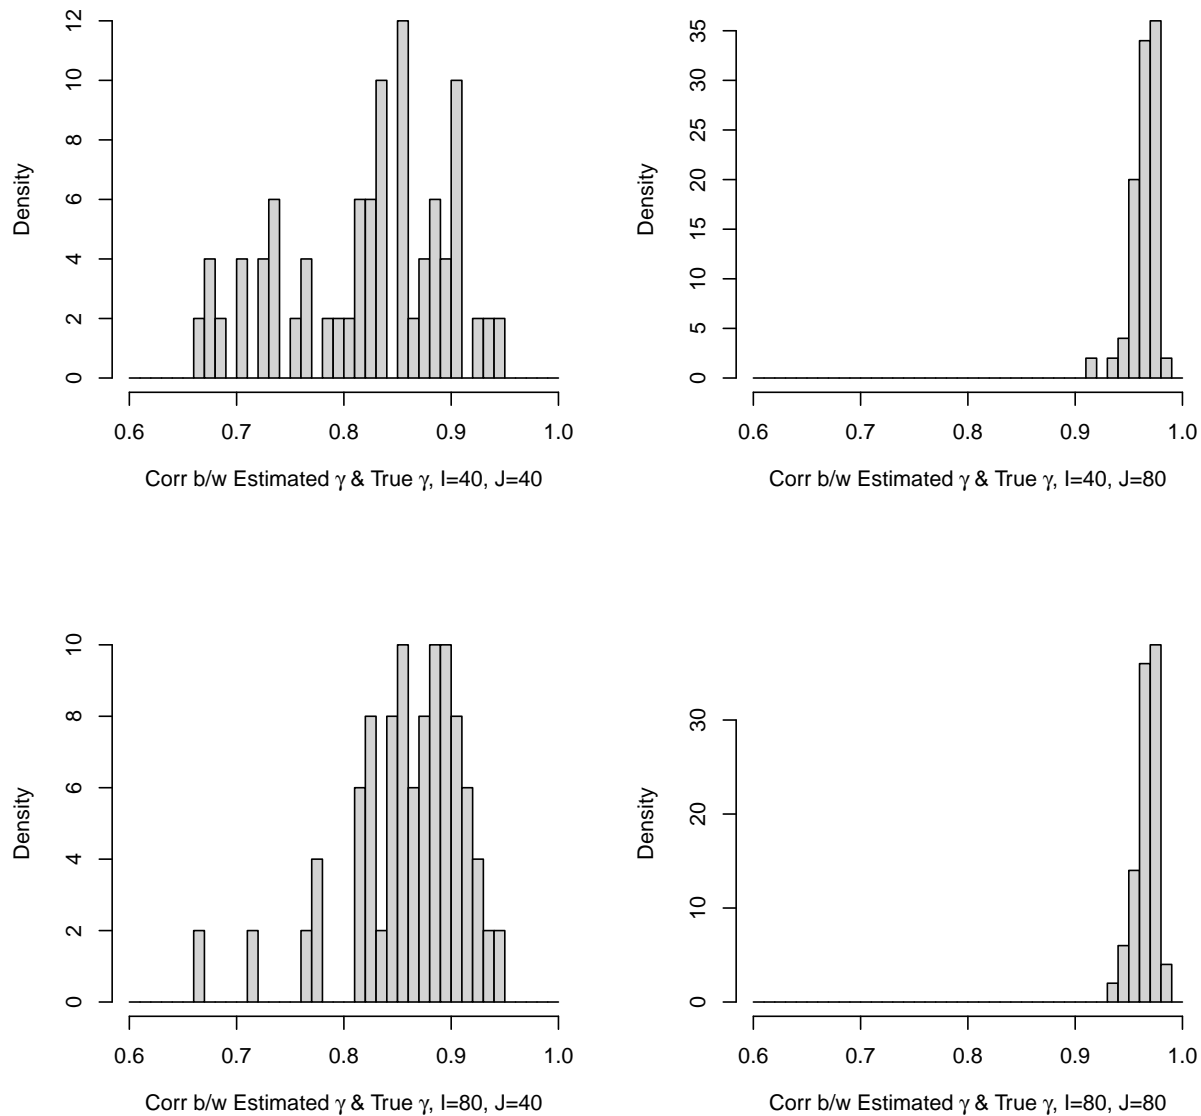 Density
12
10
8
6
4
2
0
0.6 0.7 0.8 0.9 1.0
Corr b/w Estimated γ & True γ, I=40, J=40
Density
35
30
25
20
15
10
5
0
0.6 0.7 0.8 0.9 1.0
Corr b/w Estimated γ & True γ, I=40, J=80
Density
10
8
6
4
2
0
0.6 0.7 0.8 0.9 1.0
Corr b/w Estimated γ & True γ, I=80, J=40
Density
30
20
10
0
0.6 0.7 0.8 0.9 1.0
Corr b/w Estimated γ & True γ, I=80, J=80